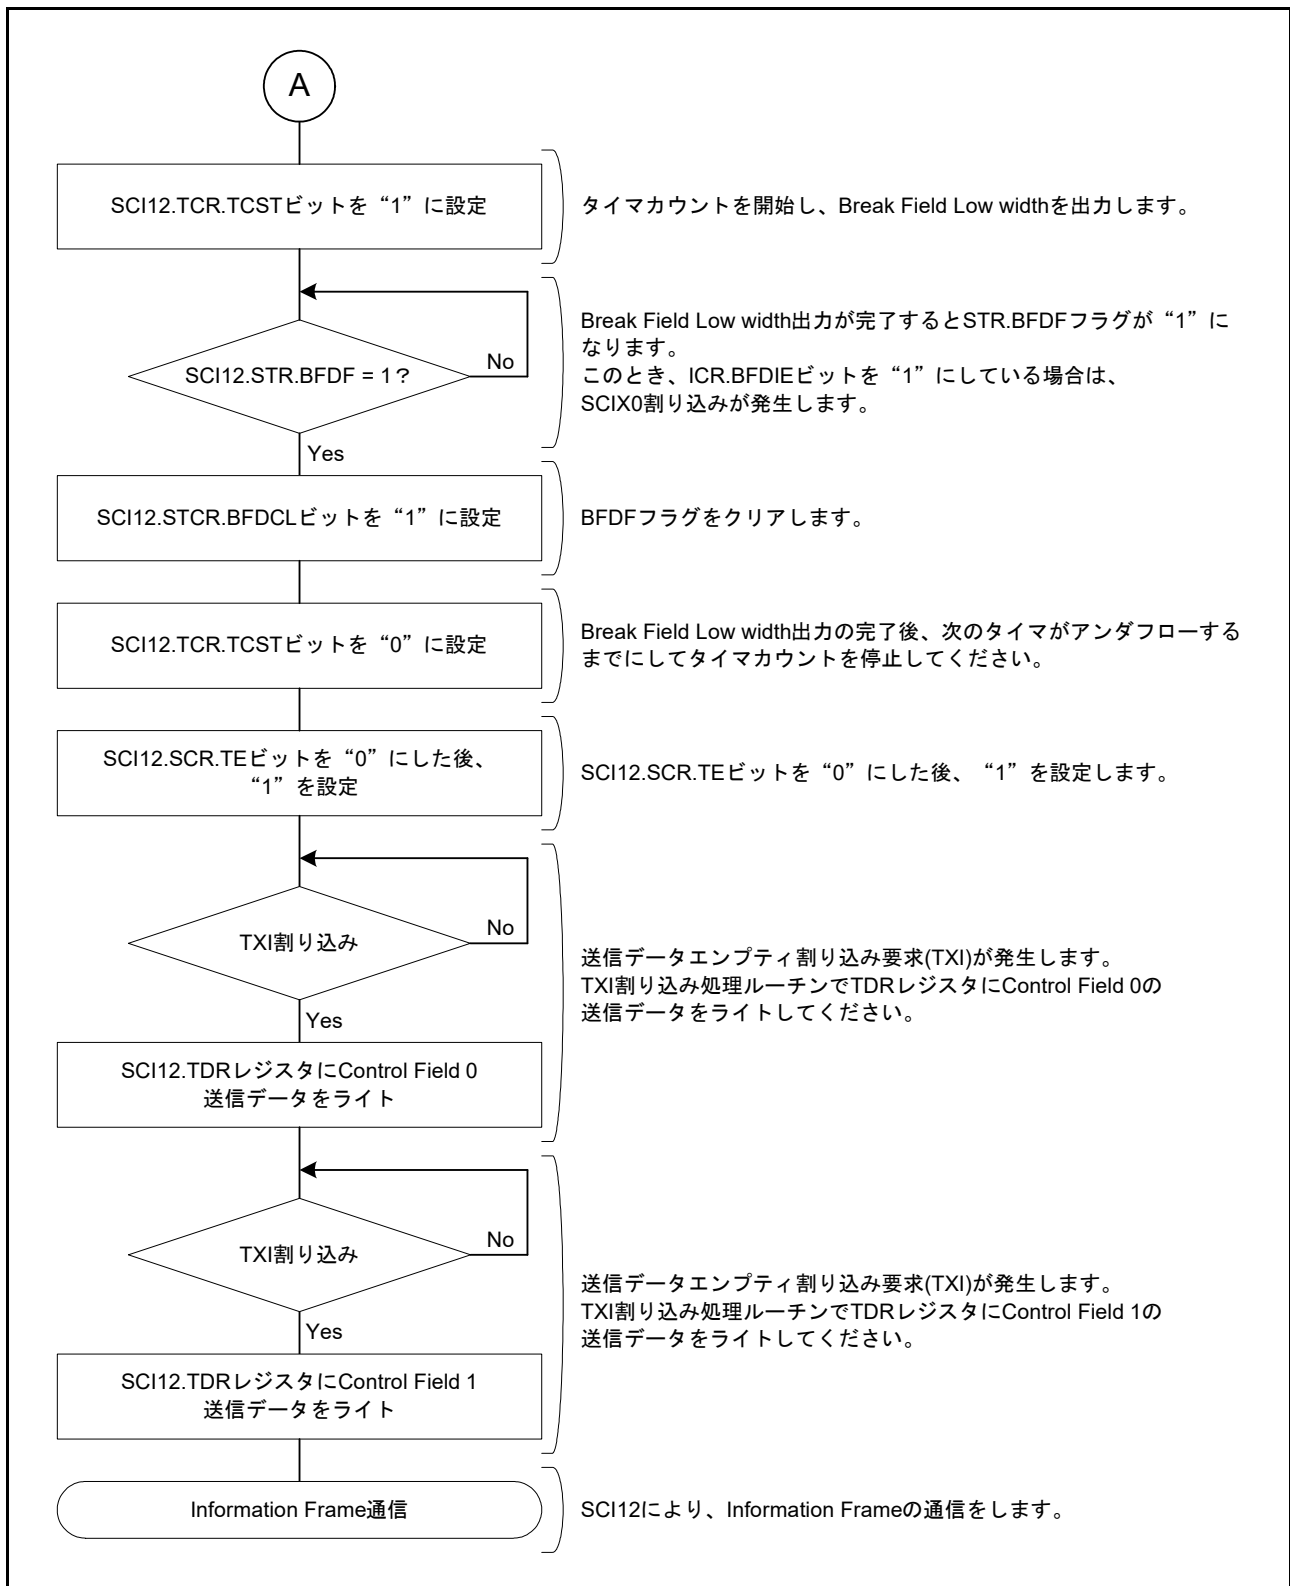 A
SCI12.TCR.TCSTビットを“1”に設定
タイマカウントを開始し、Break Field Low widthを出力します。
SCI12.STR.BFDF = 1?
No
Yes
Break Field Low width出力が完了するとSTR.BFDFフラグが“1”に
なります。
このとき、ICR.BFDIEビットを“1”にしている場合は、
SCIX0割り込みが発生します。
SCI12.STCR.BFDCLビットを“1”に設定
BFDFフラグをクリアします。
SCI12.TCR.TCSTビットを“0”に設定
Break Field Low width出力の完了後、次のタイマがアンダフローする
までにしてタイマカウントを停止してください。
SCI12.SCR.TEビットを“0”にした後、
“1”を設定
SCI12.SCR.TEビットを“0”にした後、“1”を設定します。
TXI割り込み
No
Yes
送信データエンプティ割り込み要求(TXI)が発生します。
TXI割り込み処理ルーチンでTDRレジスタにControl Field 0の
送信データをライトしてください。
SCI12.TDRレジスタにControl Field 0
送信データをライト
TXI割り込み
No
Yes
送信データエンプティ割り込み要求(TXI)が発生します。
TXI割り込み処理ルーチンでTDRレジスタにControl Field 1の
送信データをライトしてください。
SCI12.TDRレジスタにControl Field 1
送信データをライト
Information Frame通信
SCI12により、Information Frameの通信をします。